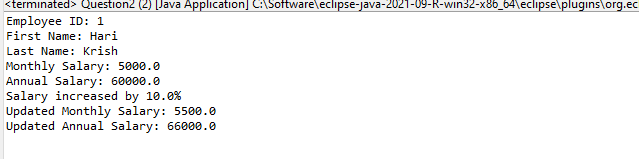 <terminated> Question2 (2) [Java Application] C:\Software\eclipse-java-2021-09-R-win32-x86_64\eclipse\plugins\org.ec
Employee ID: 1
First Name: Hari
Last Name: Krish
Monthly Salary: 5000.0
Annual Salary: 60000.0
Salary increased by 10.0%
Updated Monthly Salary: 5500.0
Updated Annual Salary: 66000.0